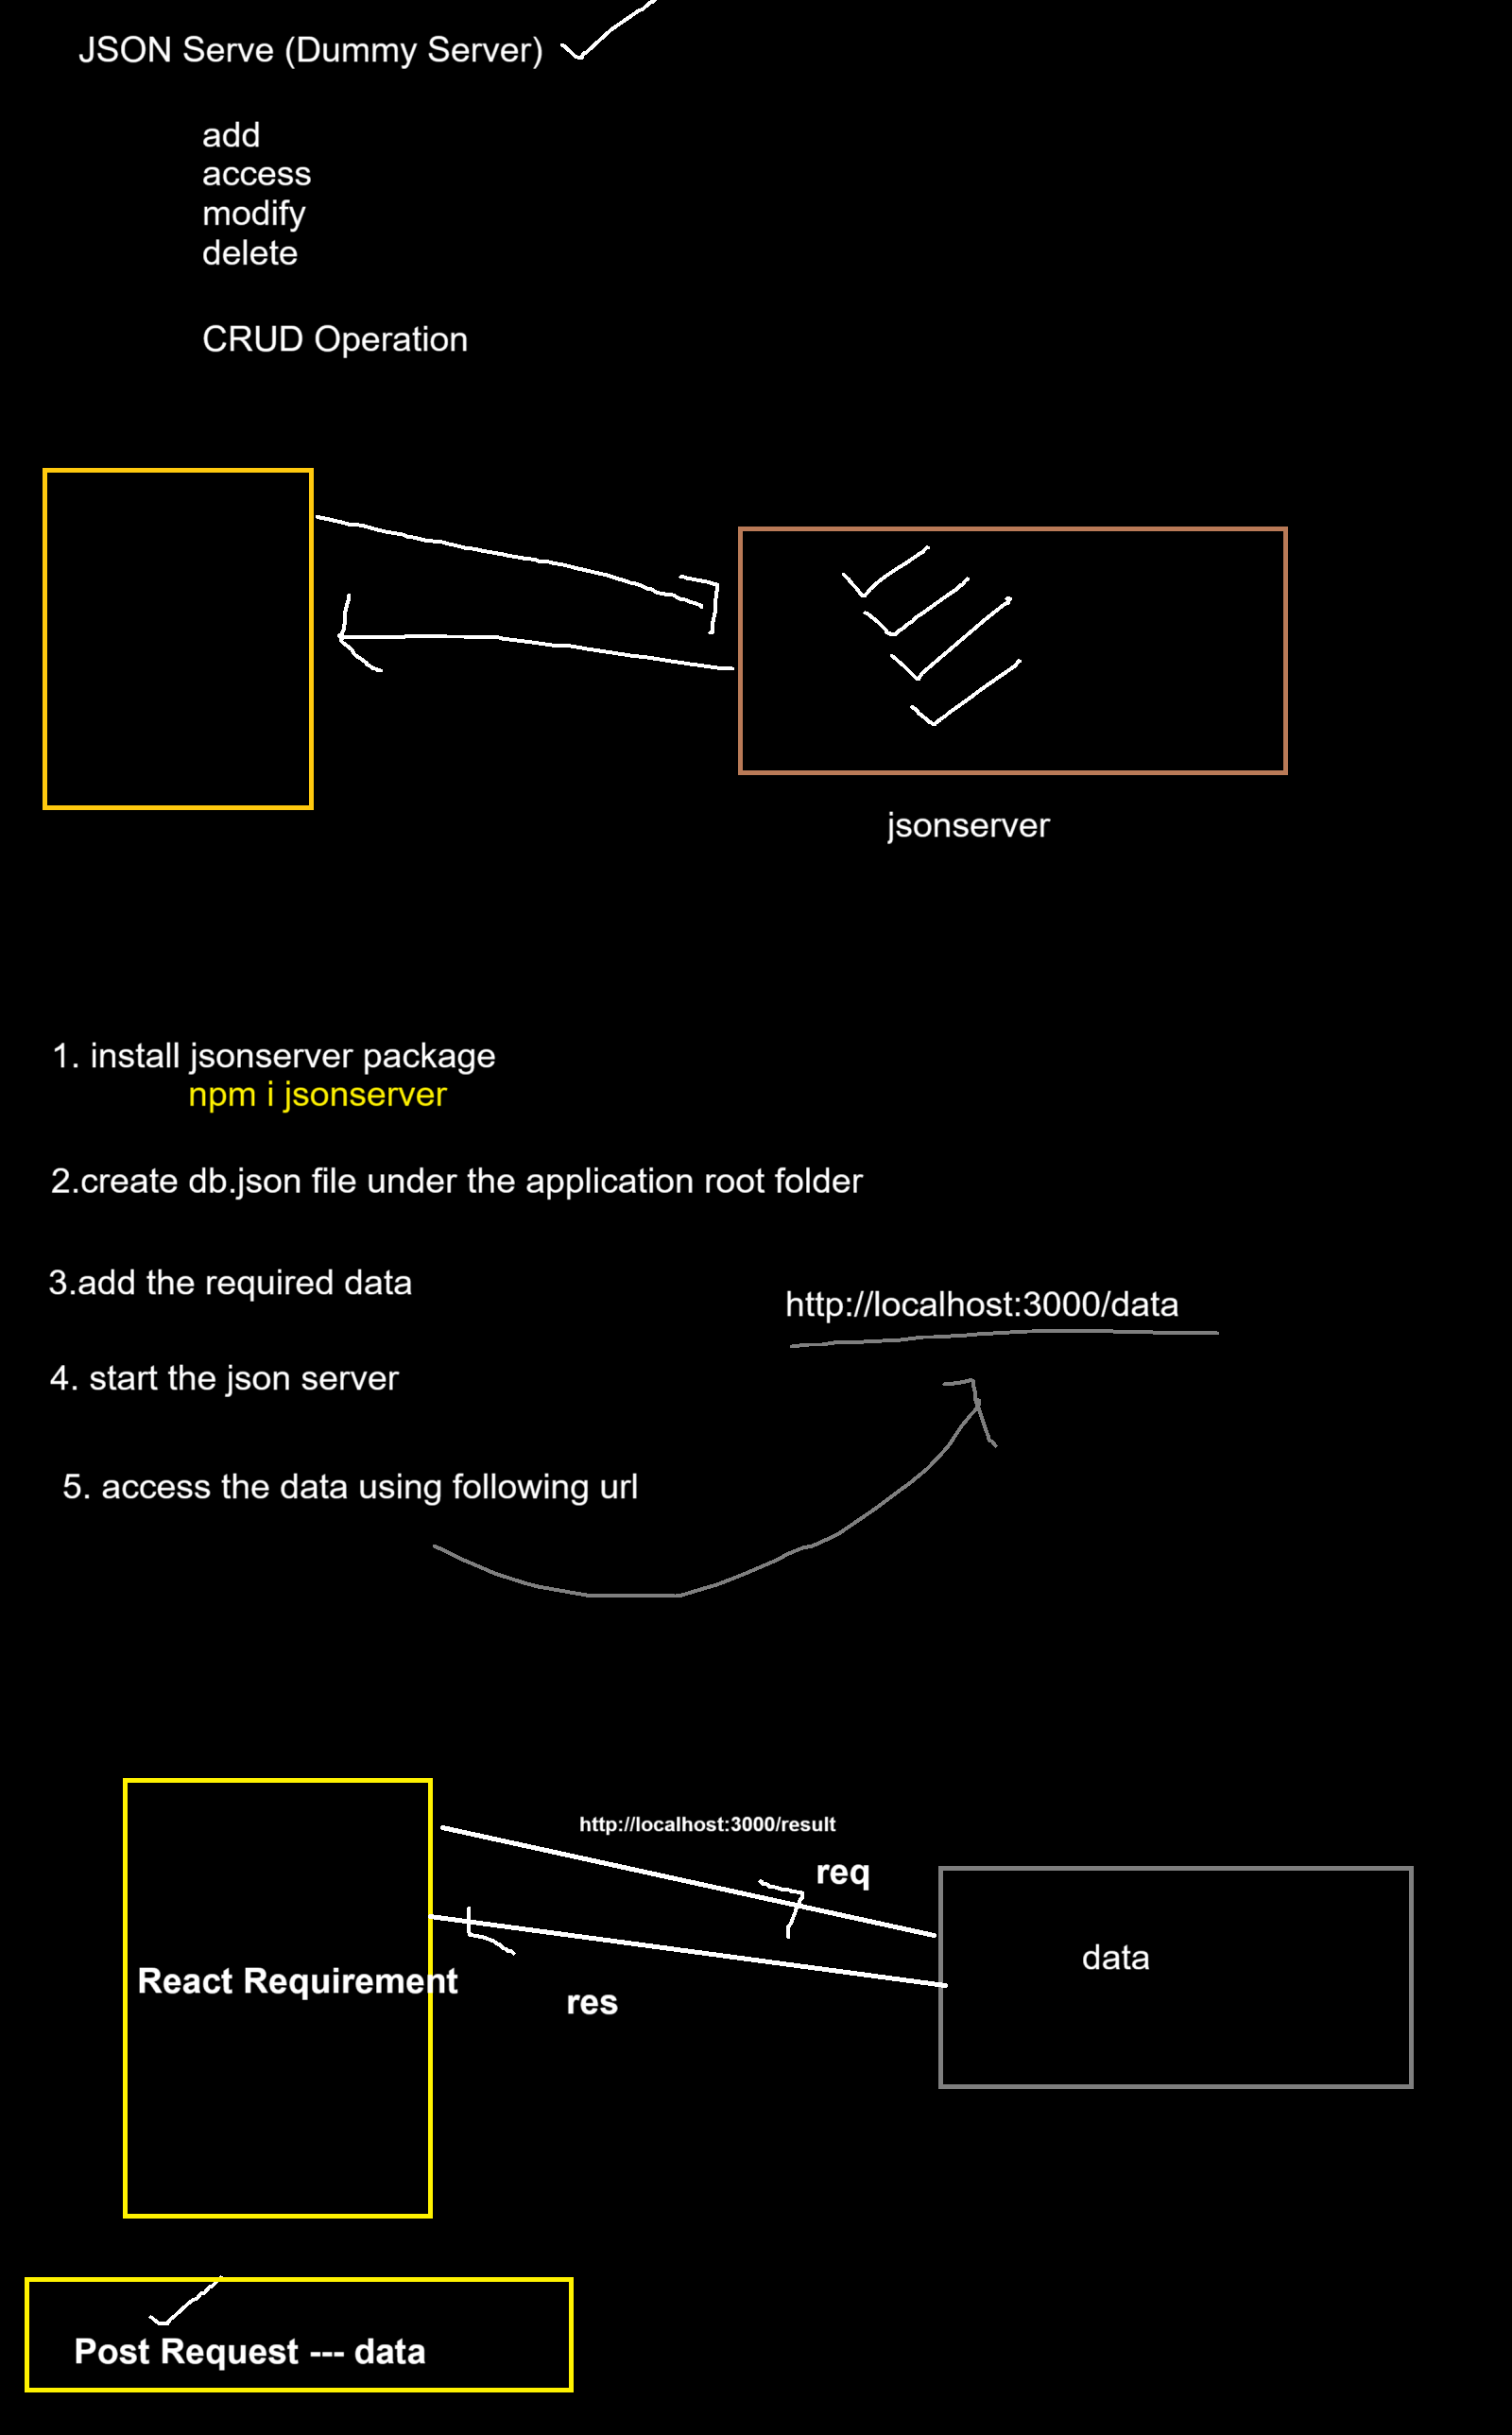 JSON Serve (Dummy Server)
add
access
modify
delete
CRUD Operation
jsonserver
1. install jsonserver package
npm i jsonserver
2.create db.json file under the application root folder
3.add the required data
http://localhost:3000/data
4. start the json server
5. access the data using following url
http://localhost:3000/result
req
data
React Requirement
res
Post Request --- data